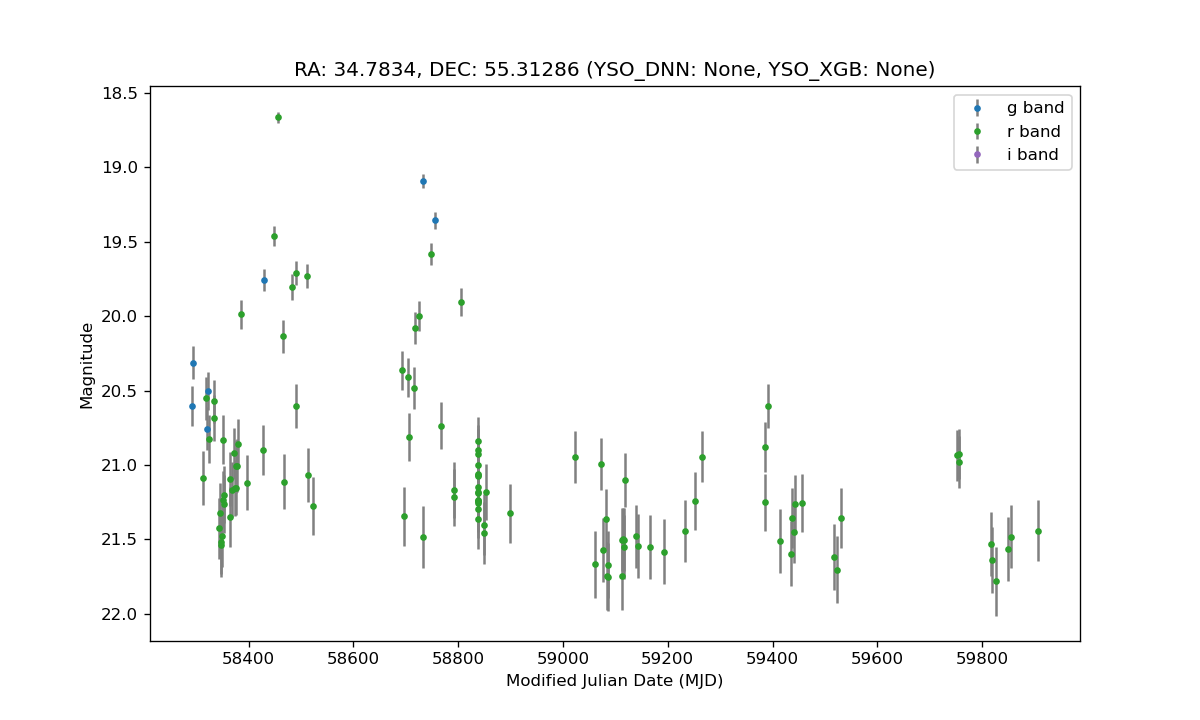 RA: 34.7834, DEC: 55.31286 (YSO_DNN: None, YSO_XGB: None)
18.5
19.0
19.5
20.0
20.5
21.0
21.5
22.0
Magnitude
g band
r band
i band
58400
58600
58800
59000
59200
59400
59600
59800
Modified Julian Date (MJD)